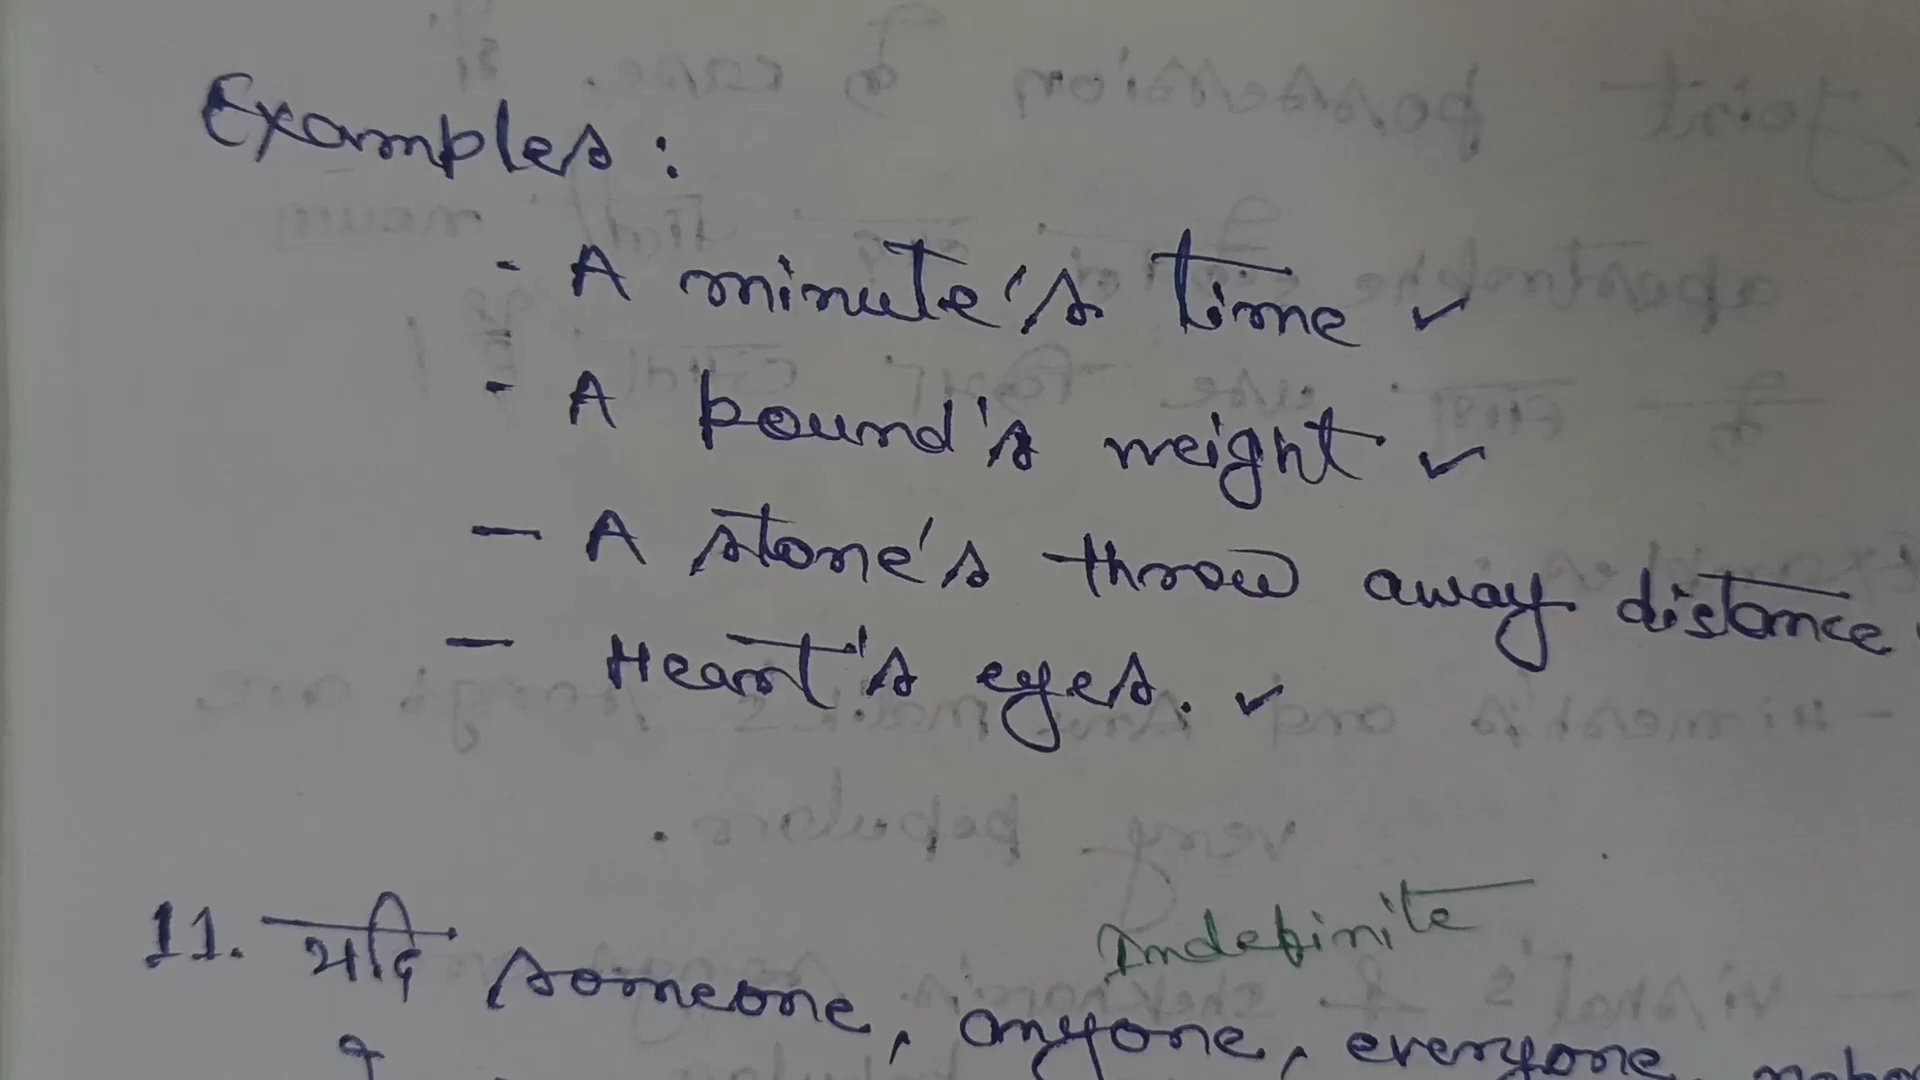 Examples :
- A minute's time ✓
- A pound's weight ✓
- A stone's throw away distance
- Heart's eyes. ✓
Indefinite
11. यदि someone, anyone, everyone,